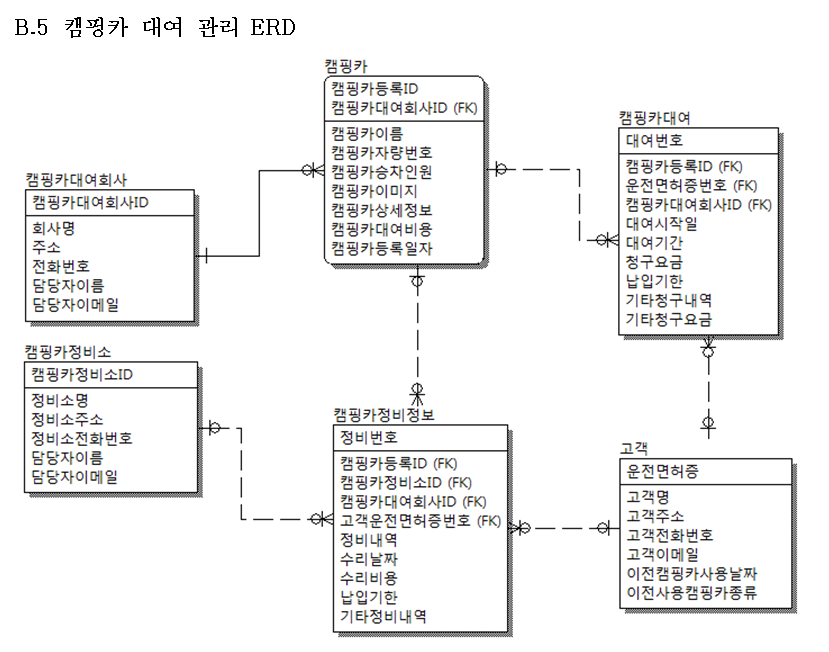 B.5 캠핑카 대여 관리 ERD
캠핑카
캠핑카등록ID
캠핑카대여회사ID (FK)
캠핑카이름
캠핑카자량번호
캠핑카승차인원
캠핑카이미지
캠핑카상세정보
캠핑카대여비용
캠핑카등록일자
캠핑카대여
대여번호
캠핑카등록ID (FK)
운전면허증번호 (FK)
캠핑카대여회사ID (FK)
대여시작일
대여기간
청구요금
납입기한
기타청구내역
기타청구요금
캠핑카대여회사
캠핑카대여회사ID
회사명
주소
전화번호
담당자이름
담당자이메일
캠핑카정비소
캠핑카정비소ID
정비소명
정비소주소
정비소전화번호
담당자이름
담당자이메일
캠핑카정비정보
정비번호
캠핑카등록ID (FK)
캠핑카정비소ID (FK)
캠핑카대여회사ID (FK)
고객운전면허증번호 (FK)
정비내역
수리날짜
수리비용
납입기한
기타정비내역
고객
운전면허증
고객명
고객주소
고객전화번호
고객이메일
이전캠핑카사용날짜
이전사용캠핑카종류